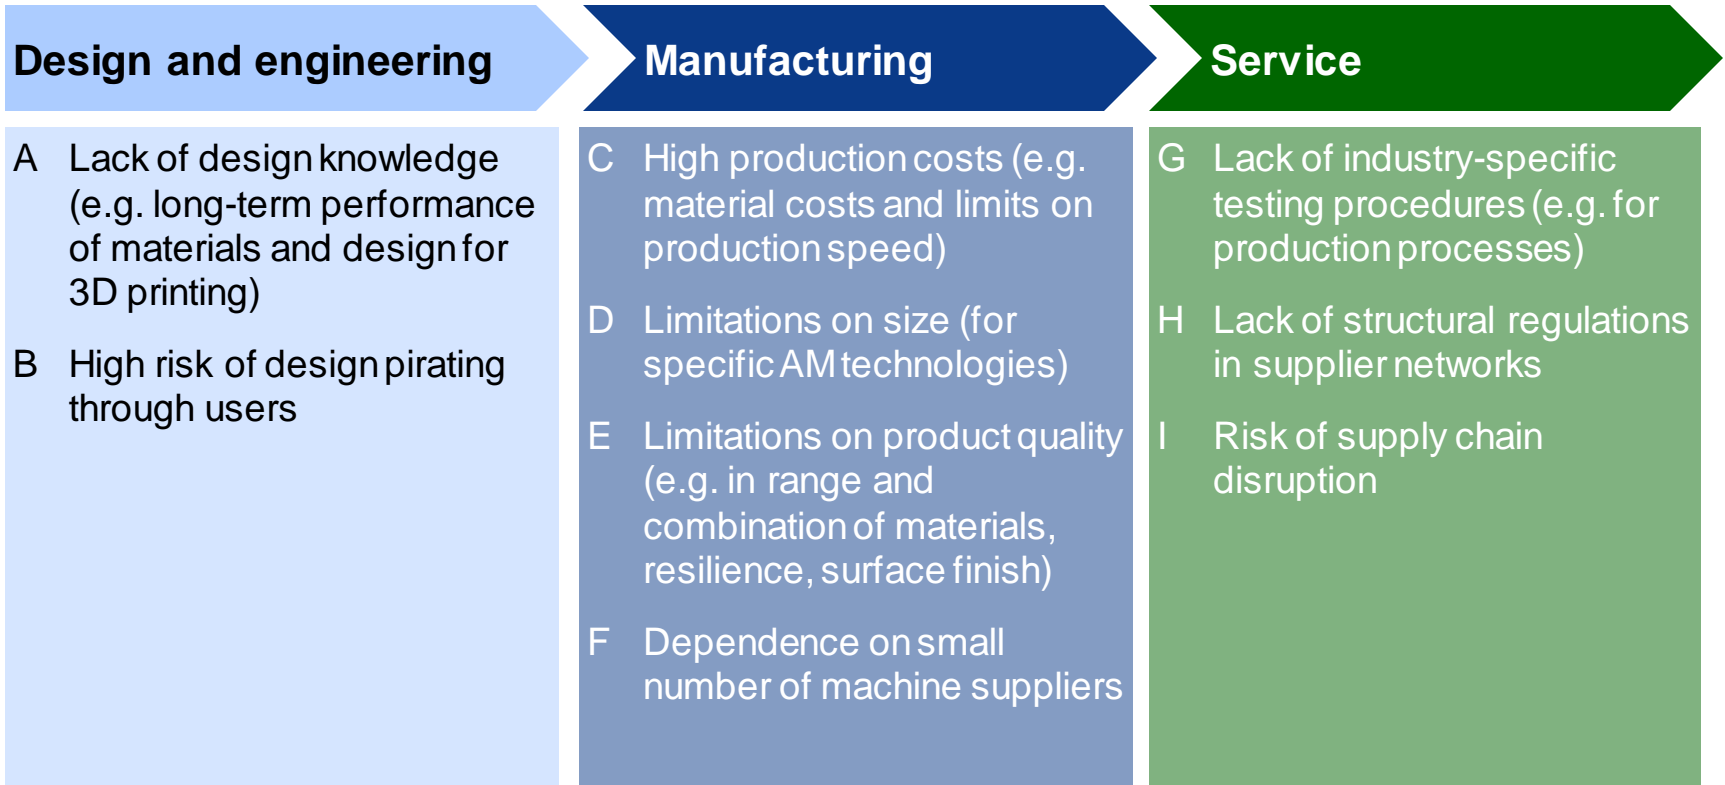 Design and engineering
A Lack of design knowledge
(e.g. long-term performance
of materials and design for
3D printing)
B High risk of design pirating
through users
Manufacturing
C High production costs (e.g.
material costs and limits on
production speed)
D Limitations on size (for
specific AM technologies)
E Limitations on product quality
(e.g. in range and
combination of materials,
resilience, surface finish)
F Dependence on small
number of machine suppliers
Service
G Lack of industry-specific
testing procedures (e.g. for
production processes)
H Lack of structural regulations
in supplier networks
I Risk of supply chain
disruption